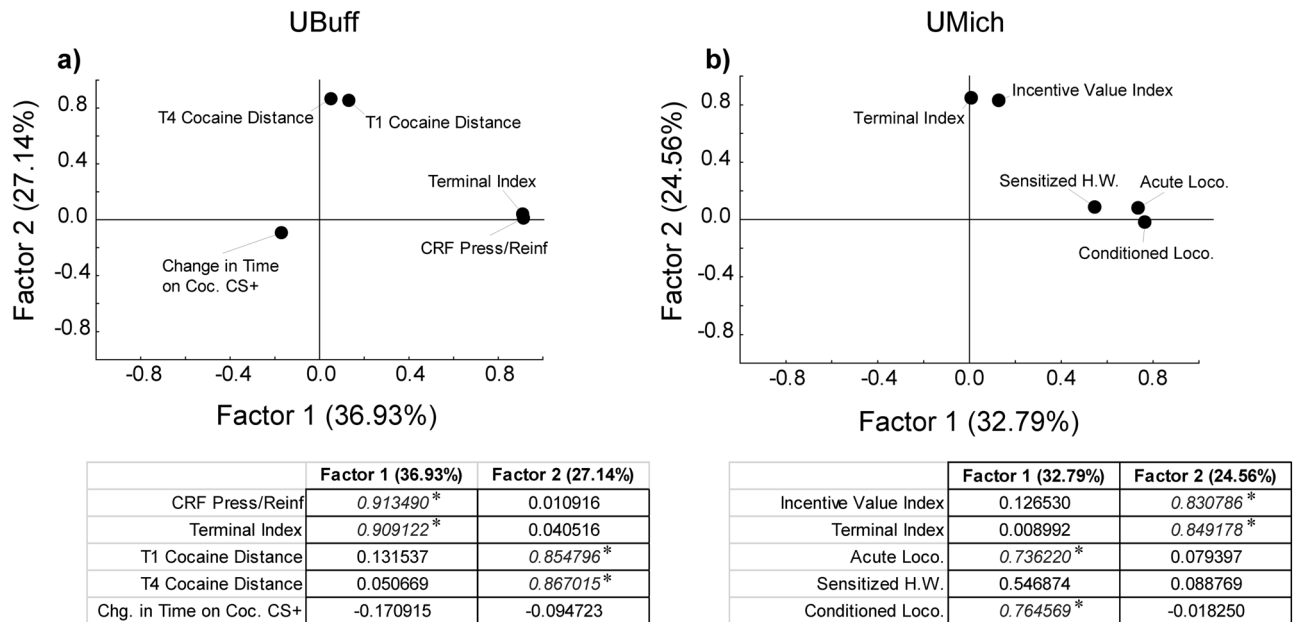 UBuff
UMich
a)
Factor 2 (27.14%)
0.8
0.4
0.0
-0.4
-0.8
T4 Cocaine Distance
T1 Cocaine Distance
Terminal Index
CRF Press/Reinf
Change in Time
on Coc. CS+
-0.8
-0.4
0.0
0.4
0.8
Factor 1 (36.93%)
b)
Factor 2 (24.56%)
0.8
0.4
0.0
-0.4
-0.8
Incentive Value Index
Terminal Index
Sensitized H.W.
Acute Loco.
Conditioned Loco.
-0.8
-0.4
0.0
0.4
0.8
Factor 1 (32.79%)
Factor 1 (36.93%) Factor 2 (27.14%)
CRF Press/Reinf 0.913490* 0.010916
Terminal Index 0.909122* 0.040516
T1 Cocaine Distance 0.131537 0.854796*
T4 Cocaine Distance 0.050669 0.867015*
Chg. in Time on Coc. CS+ -0.170915 -0.094723
Factor 1 (32.79%) Factor 2 (24.56%)
Incentive Value Index 0.126530 0.830786*
Terminal Index 0.008992 0.849178*
Acute Loco. 0.736220* 0.079397
Sensitized H.W. 0.546874 0.088769
Conditioned Loco. 0.764569* -0.018250